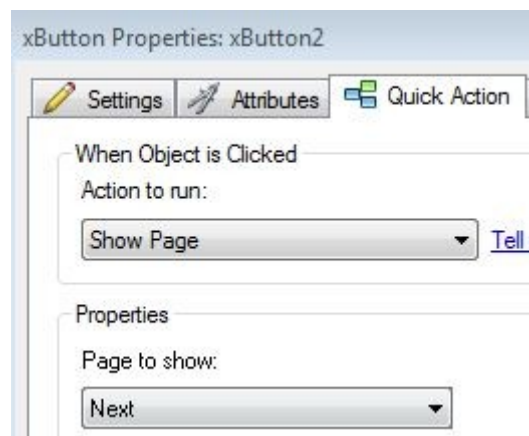 xButton Properties: xButton2
Settings Attributes Quick Action
When Object is Clicked
Action to run:
Show Page Tell
Properties
Page to show:
Next